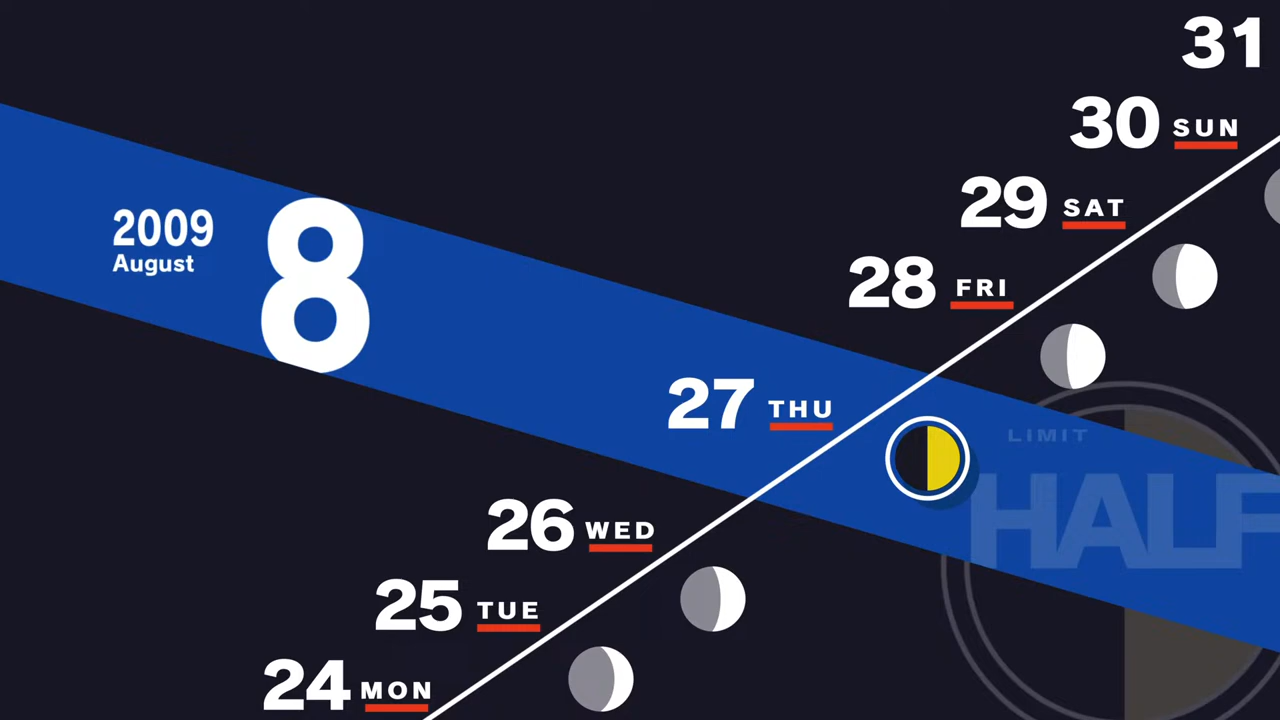 31
30 SUN
29 SAT
2009
August
8
28 FRI
27 THU
LIMIT
HALF
26 WED
25 TUE
24 MON